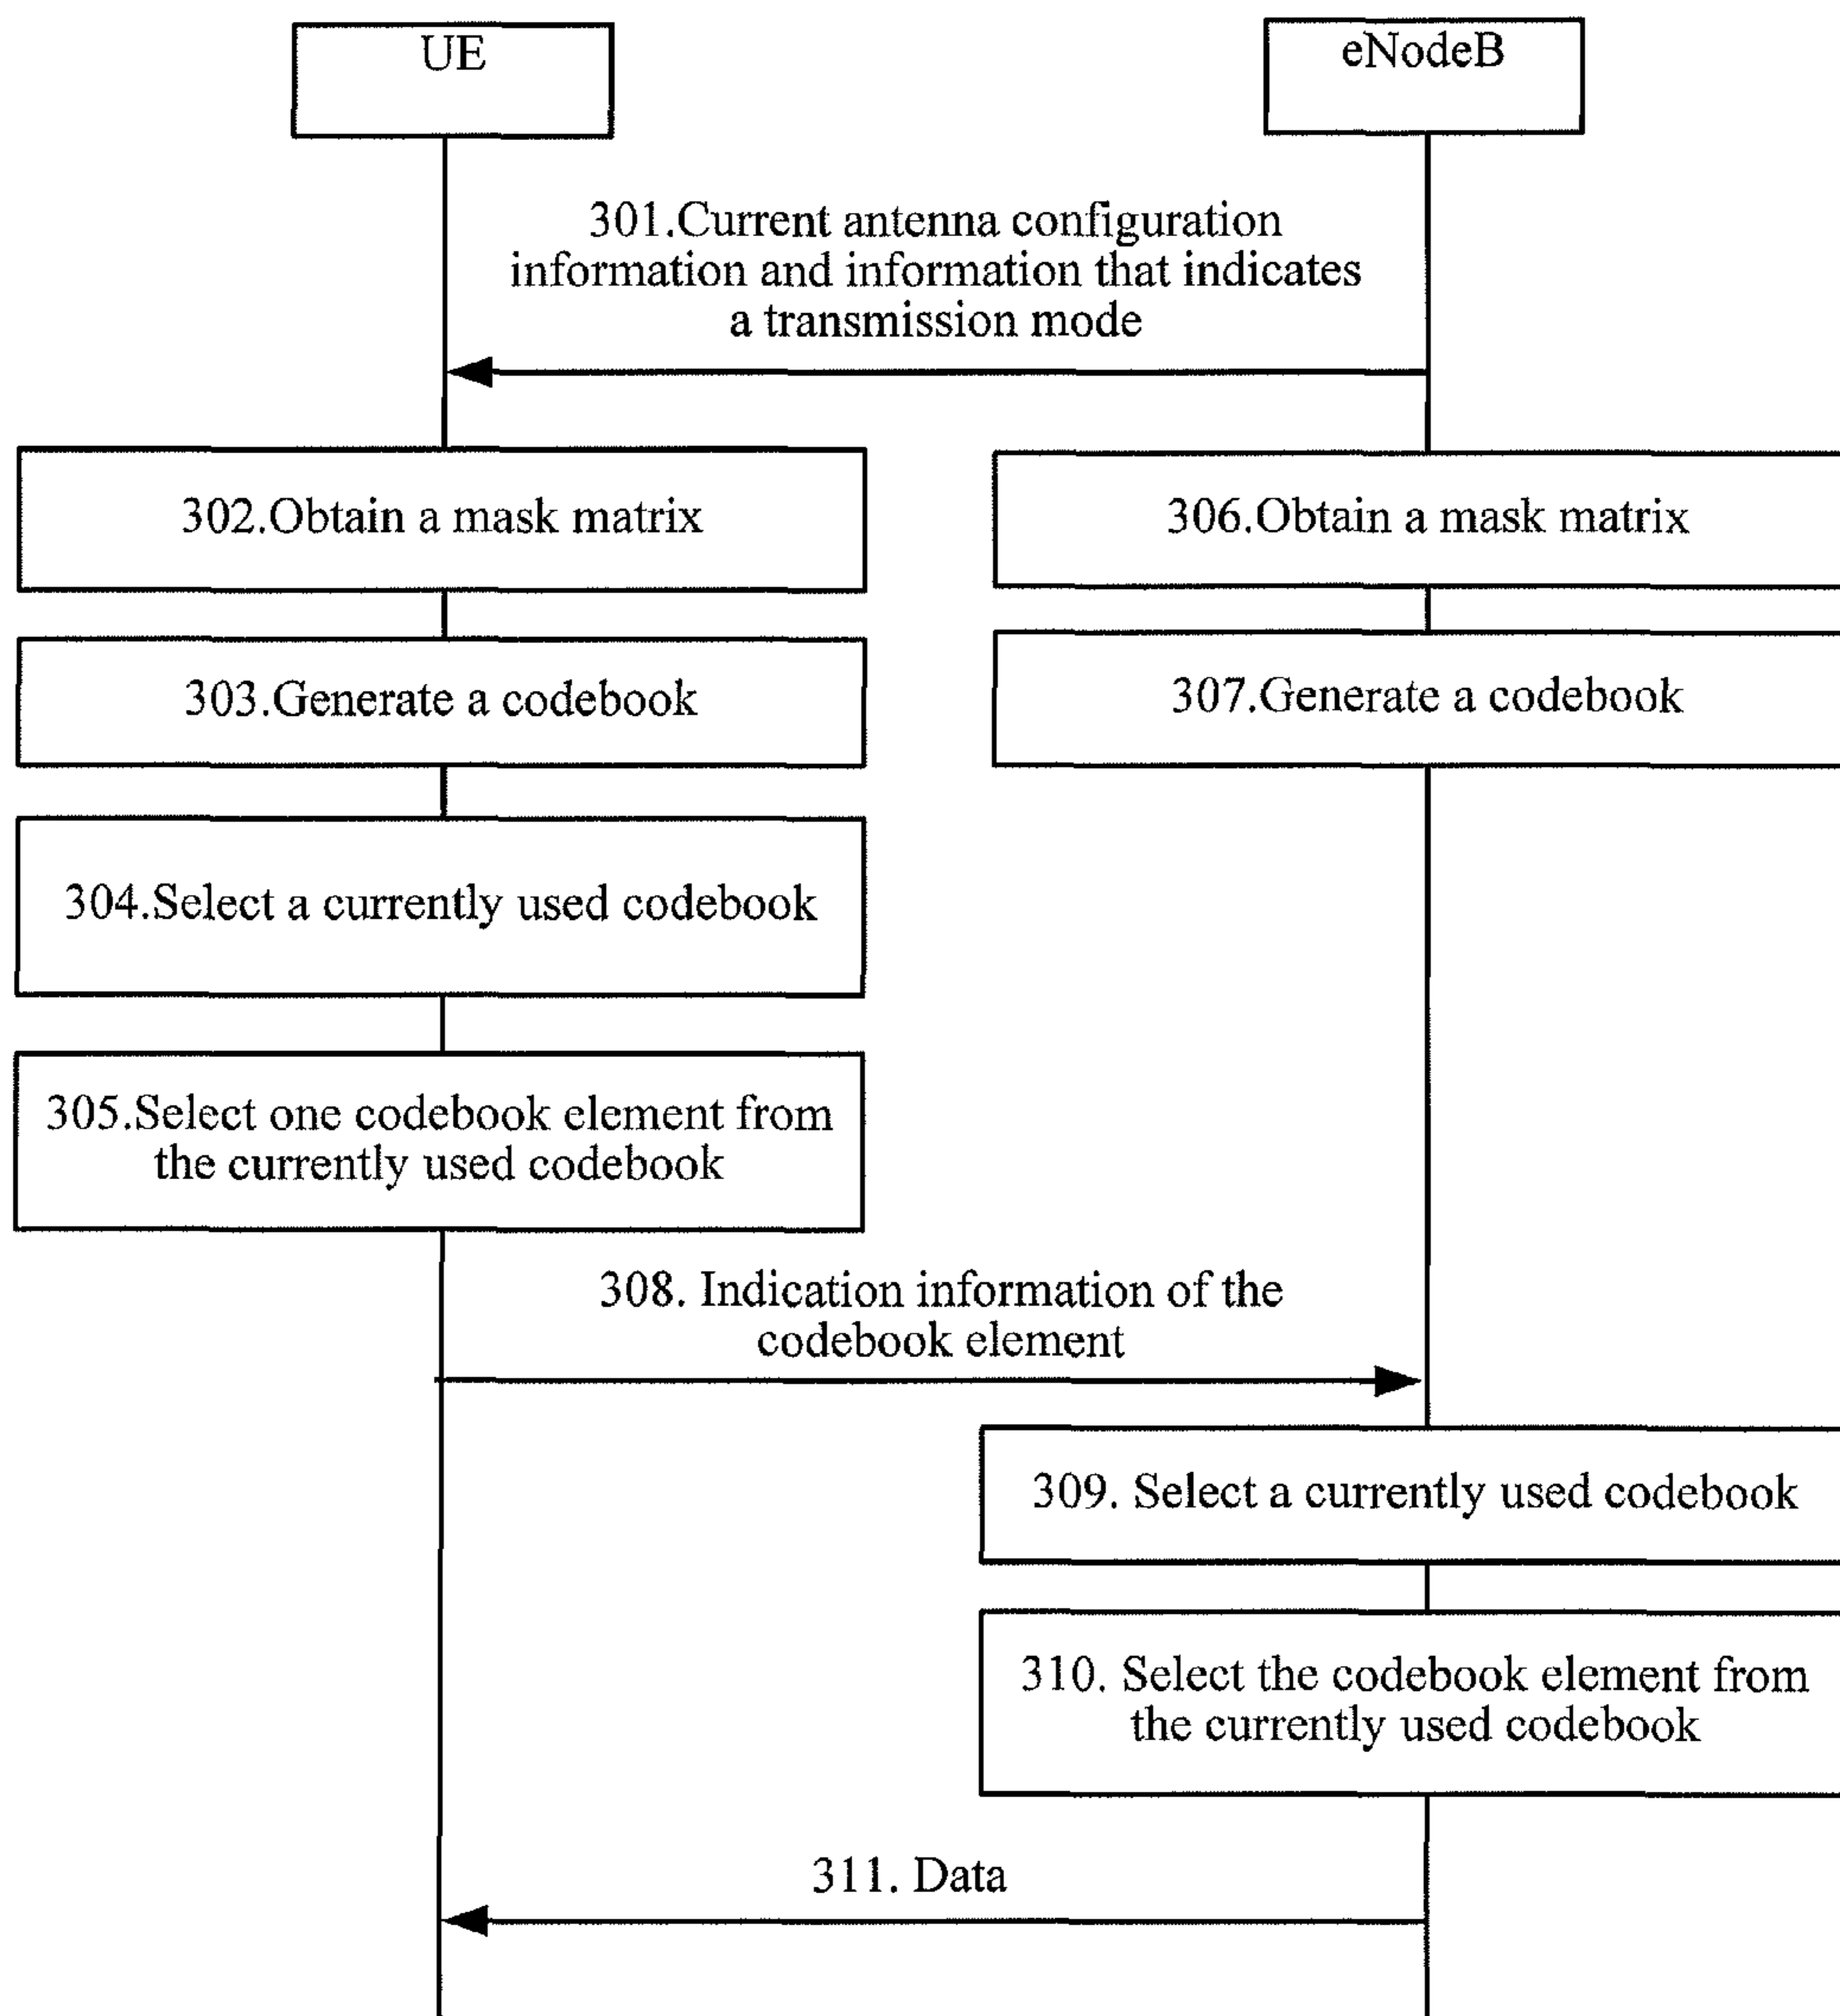 UE
eNodeB
301.Current antenna configuration
information and information that indicates
a transmission mode
302.Obtain a mask matrix
306.Obtain a mask matrix
303.Generate a codebook
307.Generate a codebook
304.Select a currently used codebook
305.Select one codebook element from
the currently used codebook
308. Indication information of the
codebook element
309. Select a currently used codebook
310. Select the codebook element from
the currently used codebook
311. Data